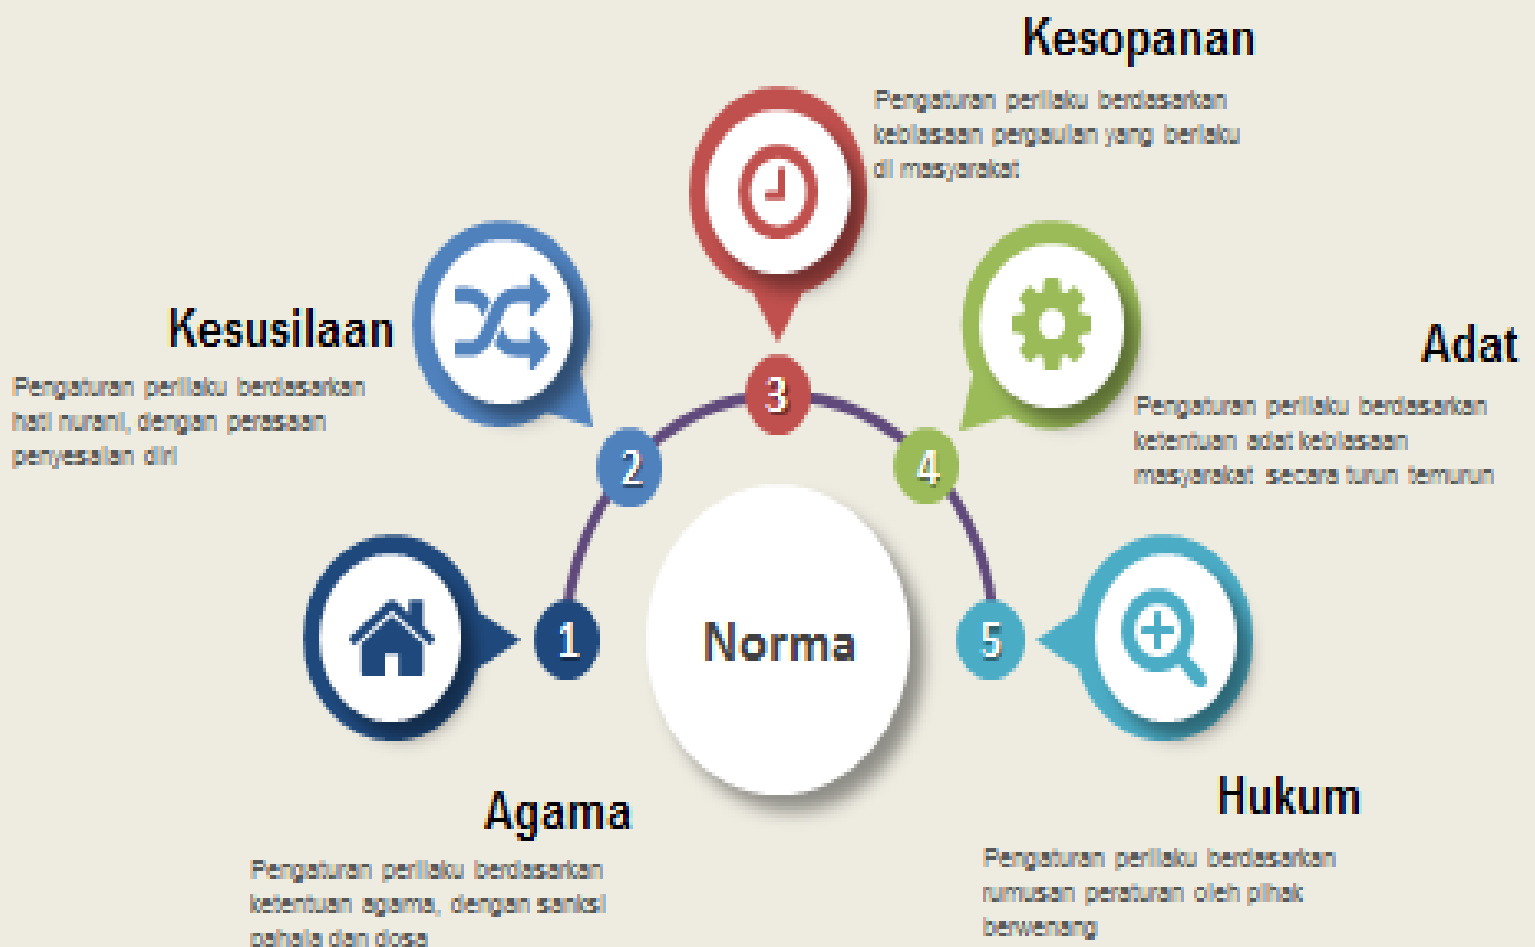 Kesopanan
Pengaturan perilaku berdasarkan
kebiasaan pergaulan yang berlaku
di masyarakat
Kesusilaan
Pengaturan perilaku berdasarkan
hati nurani, dengan perasaan
penyesalan diri
Adat
Pengaturan perilaku berdasarkan
ketentuan adat kebiasaan
masyarakat secara turun temurun
3
2
4
1
Norma
5
Agama
Pengaturan perilaku berdasarkan
ketentuan agama, dengan sanksi
pahala dan dosa
Hukum
Pengaturan perilaku berdasarkan
rumusan peraturan oleh pihak
berwenang